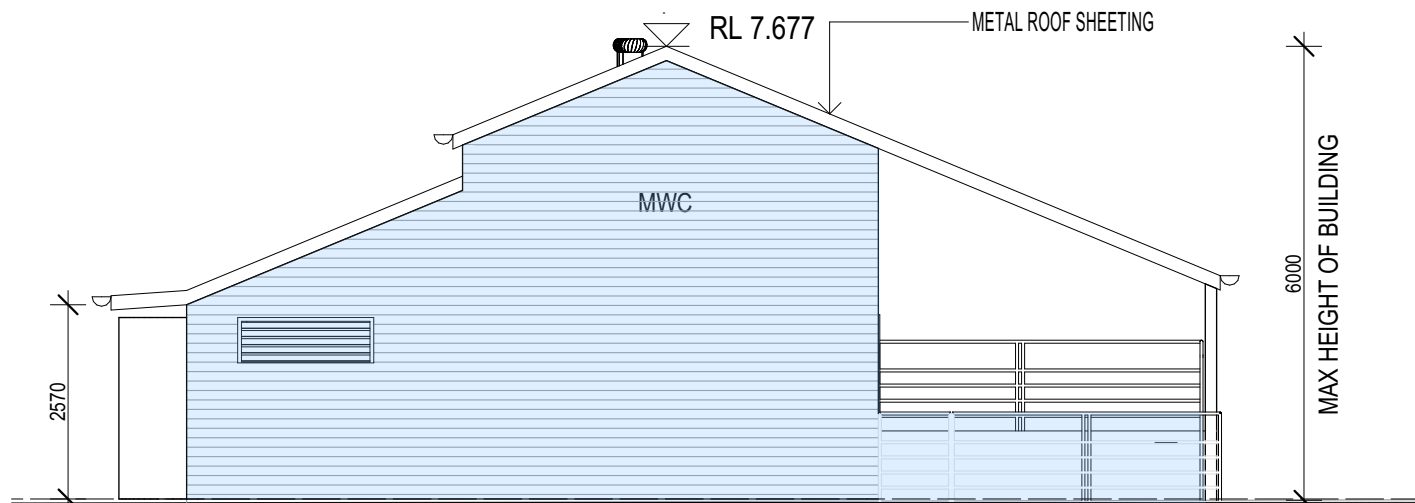 RL 7.677
METAL ROOF SHEETING
MWC
2570
6000
MAX HEIGHT OF BUILDING